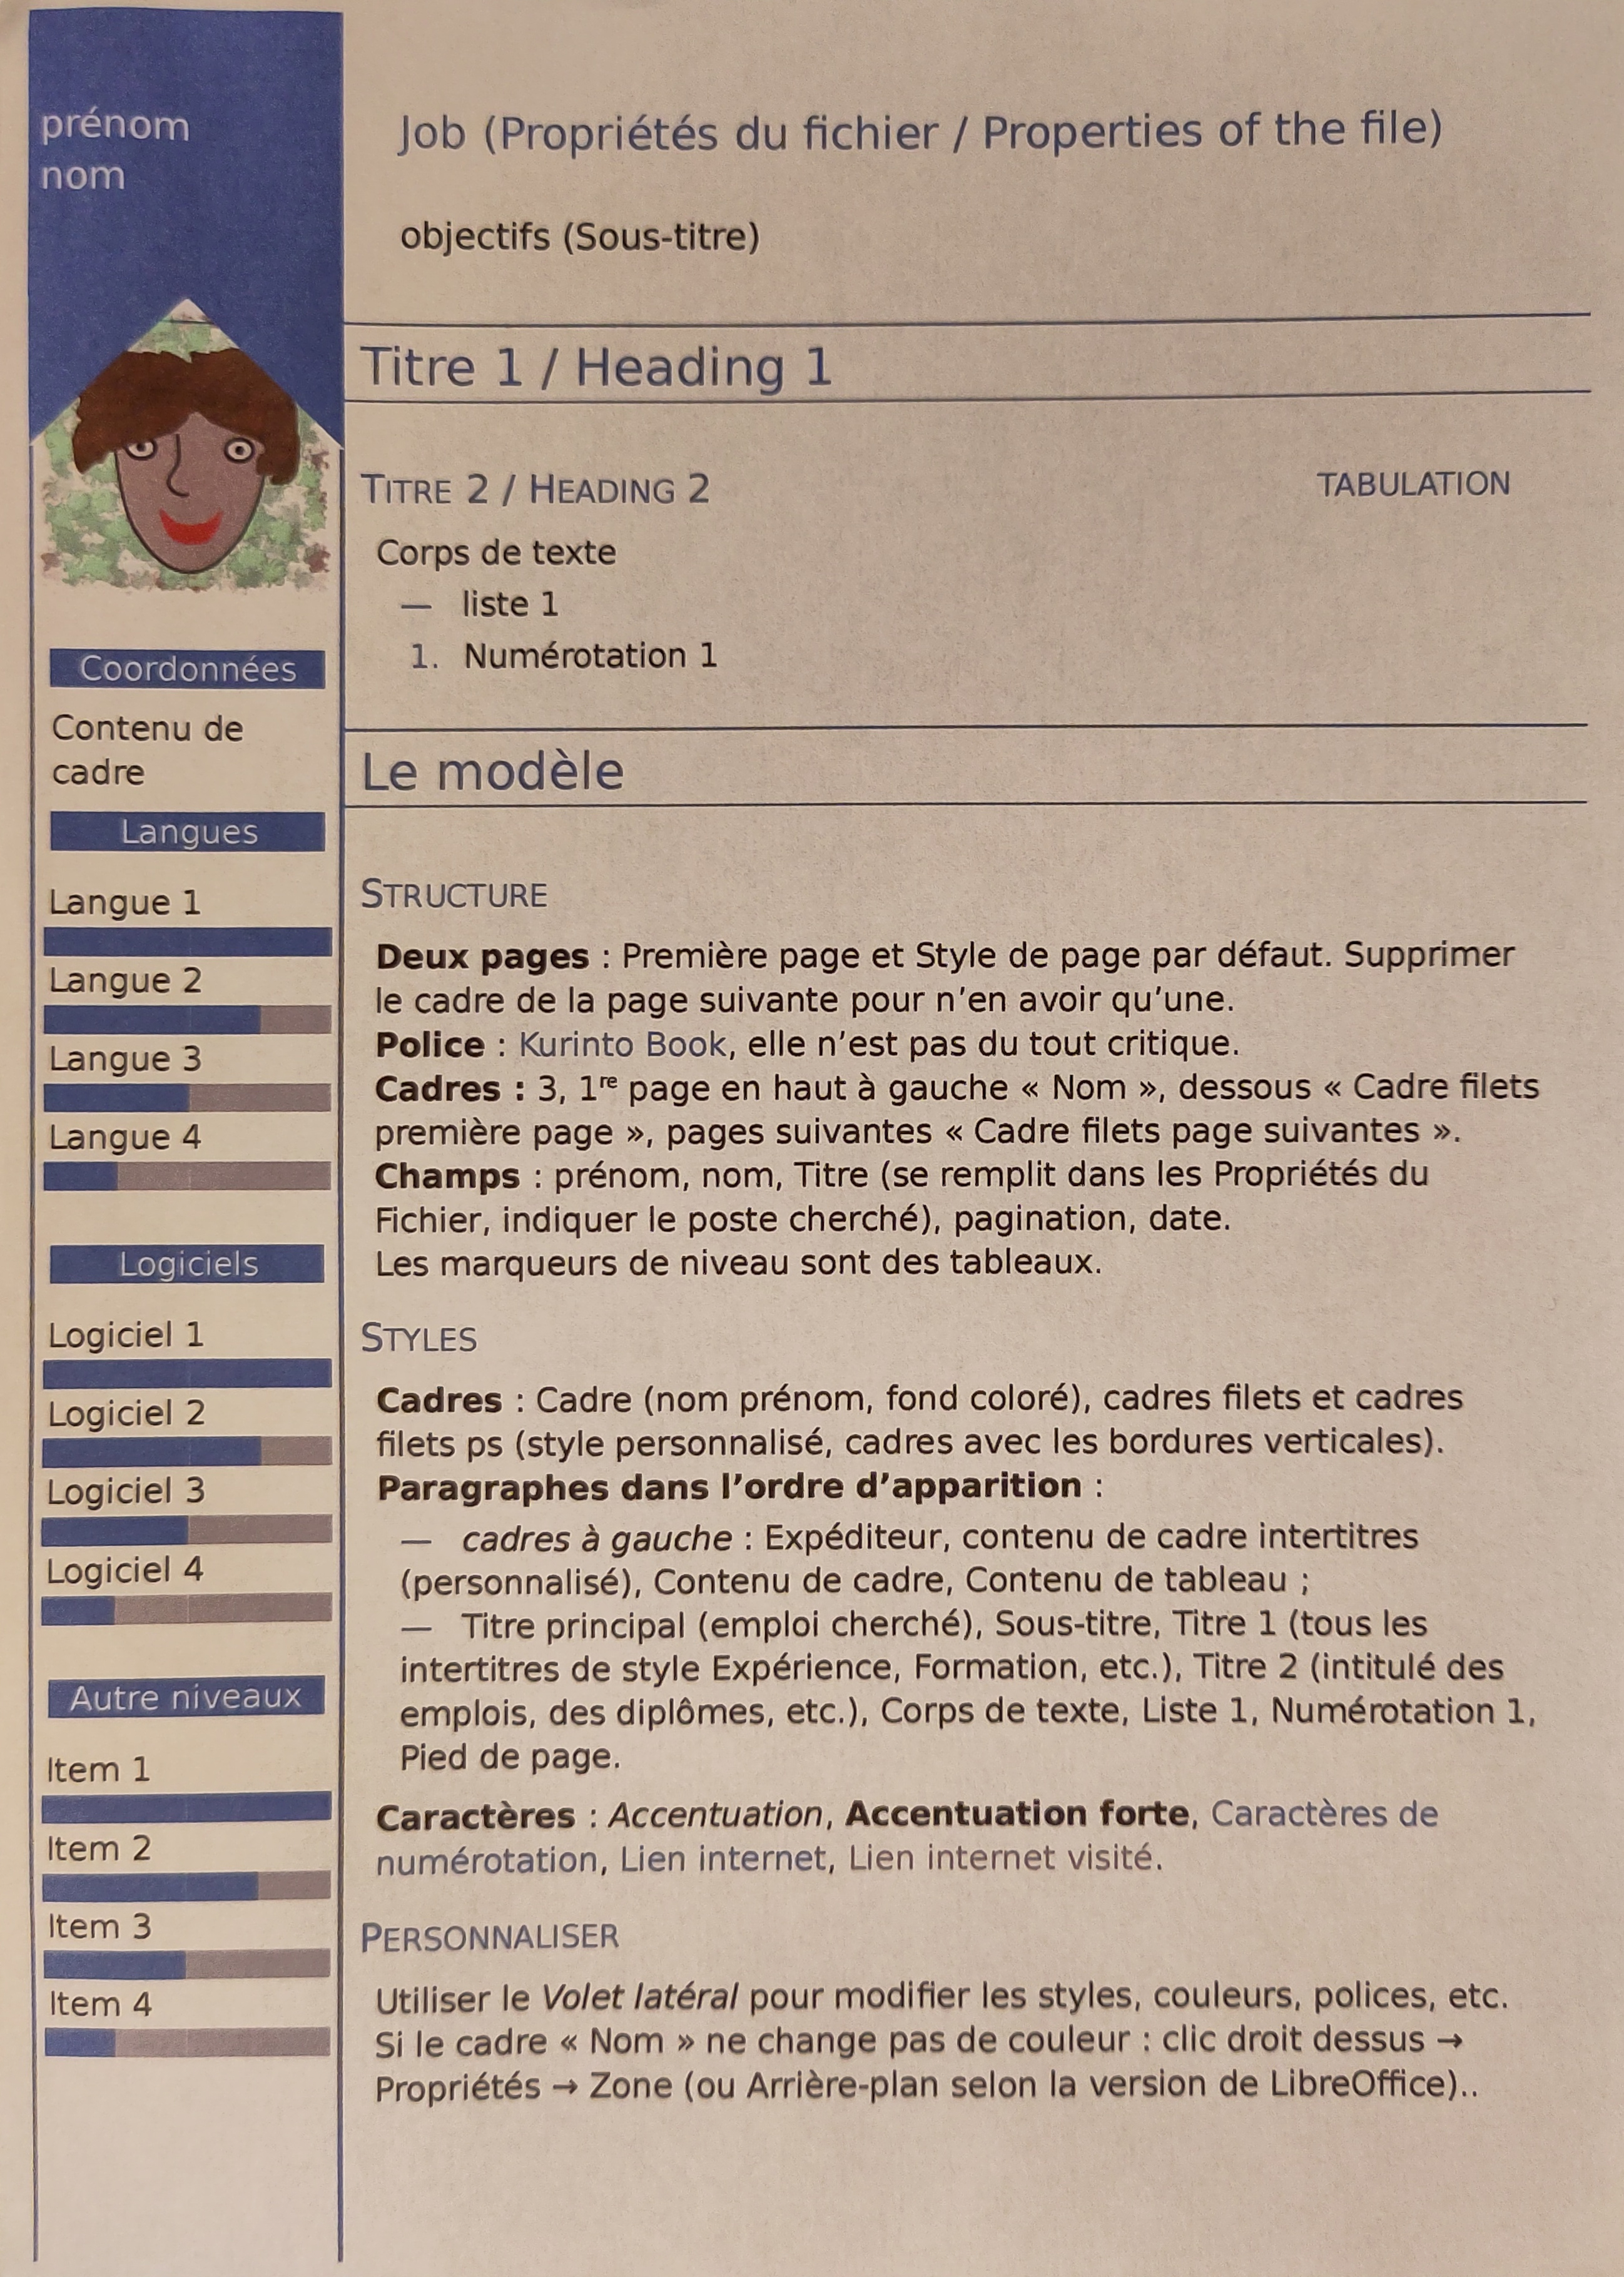 prénom
nom
Job (Propriétés du fichier / Properties of the file)
objectifs (Sous-titre)
Coordonnées
Contenu de
cadre
Langues
Langue 1
Langue 2
Langue 3
Langue 4
Logiciels
Logiciel 1
Logiciel 2
Logiciel 3
Logiciel 4
Autre niveaux
Item 1
Item 2
Item 3
Item 4
Titre 1 / Heading 1
TITRE 2 / HEADING 2 TABULATION
Corps de texte
— liste 1
1. Numérotation 1
Le modèle
STRUCTURE
Deux pages : Première page et Style de page par défaut. Supprimer
le cadre de la page suivante pour n’en avoir qu’une.
Police : Kurinto Book, elle n’est pas du tout critique.
Cadres : 3, 1re page en haut à gauche « Nom », dessous « Cadre filets
première page », pages suivantes « Cadre filets page suivantes ».
Champs : prénom, nom, Titre (se remplit dans les Propriétés du
Fichier, indiquer le poste cherché), pagination, date.
Les marqueurs de niveau sont des tableaux.
STYLES
Cadres : Cadre (nom prénom, fond coloré), cadres filets et cadres
filets ps (style personnalisé, cadres avec les bordures verticales).
Paragraphes dans l’ordre d’apparition :
— cadres à gauche : Expéditeur, contenu de cadre intertitres
(personnalisé), Contenu de cadre, Contenu de tableau ;
— Titre principal (emploi cherché), Sous-titre, Titre 1 (tous les
intertitres de style Expérience, Formation, etc.), Titre 2 (intitulé des
emplois, des diplômes, etc.), Corps de texte, Liste 1, Numérotation 1,
Pied de page.
Caractères : Accentuation, Accentuation forte, Caractères de
numérotation, Lien internet, Lien internet visité.
PERSONNALISER
Utiliser le Volet latéral pour modifier les styles, couleurs, polices, etc.
Si le cadre « Nom » ne change pas de couleur : clic droit dessus →
Propriétés → Zone (ou Arrière-plan selon la version de LibreOffice)..